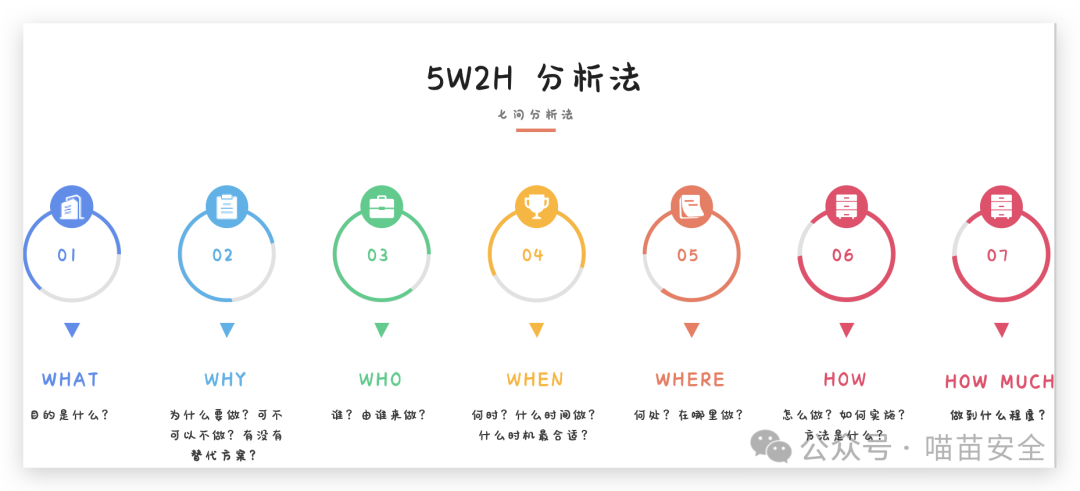 5W2H 分析法
七问分析法
01
02
03
04
05
06
07
WHAT
WHY
WHO
WHEN
WHERE
HOW
HOW MUCH
目的是什么？
为什么要做？可不
可以不做？有没有
替代方案？
谁？由谁来做？
何时？什么时间做？
什么时机最合适？
何处？在哪里做？
怎么做？如何实施？
方法是什么？
做到什么程度？
公众号·喵苗安全